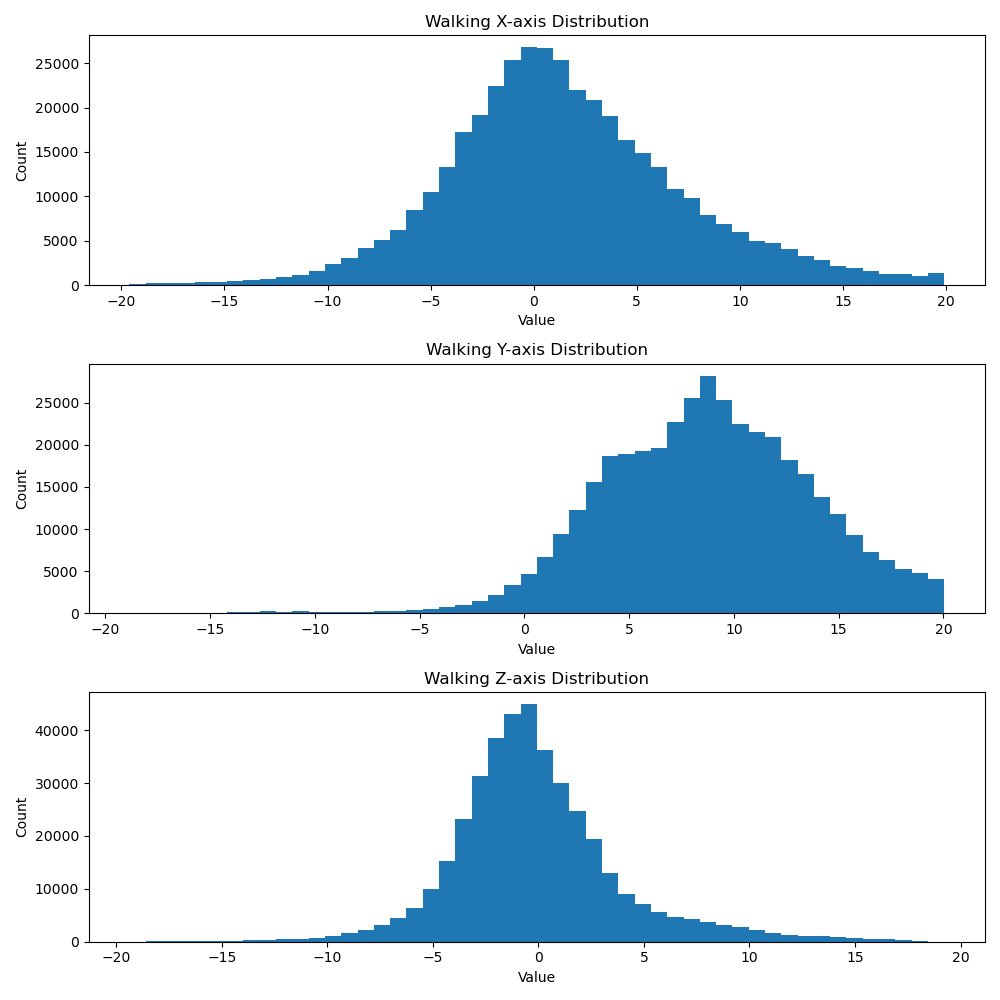 Walking X-axis Distribution
25000
20000
15000
10000
5000
0
Count
−20 −15 −10 −5 0 5 10 15 20
Value
Walking Y-axis Distribution
25000
20000
15000
10000
5000
0
Count
−20 −15 −10 −5 0 5 10 15 20
Value
Walking Z-axis Distribution
40000
30000
20000
10000
0
Count
−20 −15 −10 −5 0 5 10 15 20
Value